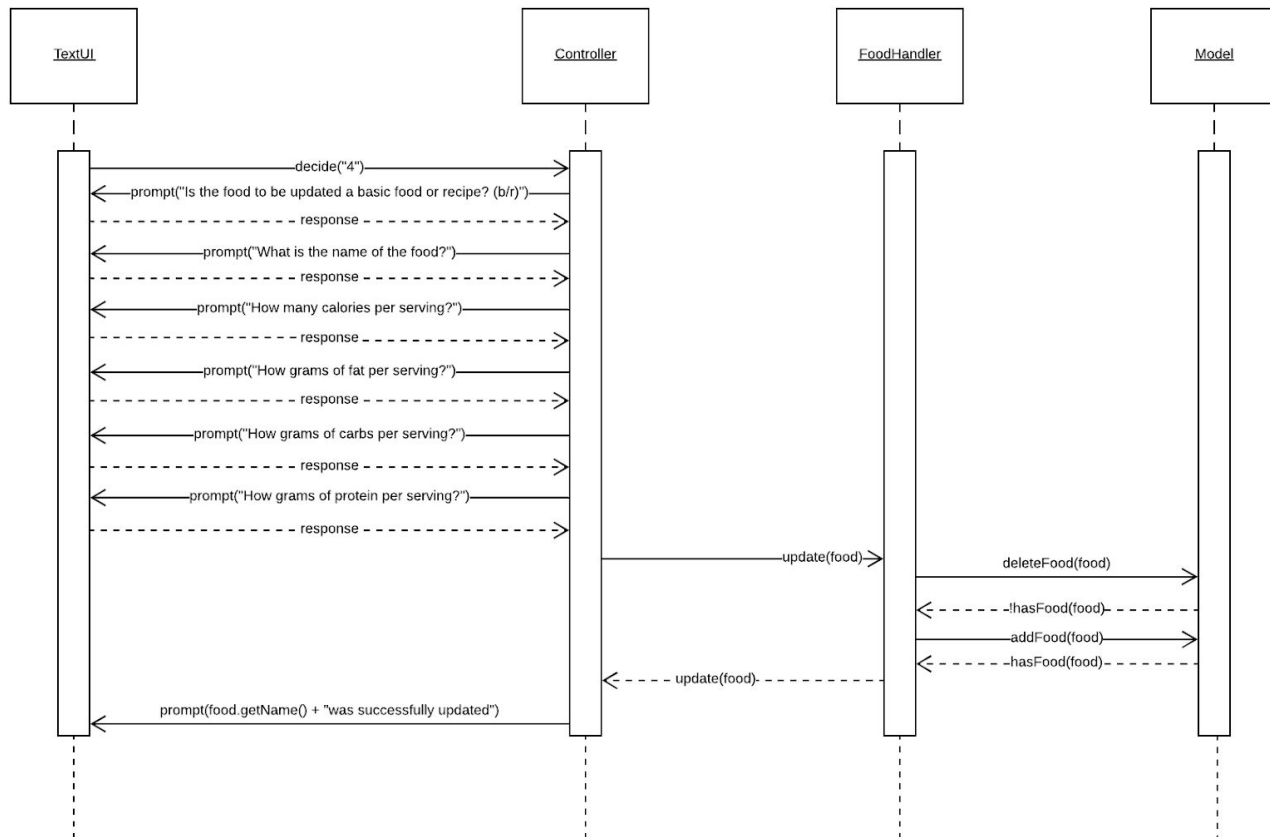 TextUI
Controller
FoodHandler
Model
decide("4")
prompt("Is the food to be updated a basic food or recipe? (b/r)")
response
prompt("What is the name of the food?")
response
prompt("How many calories per serving?")
response
prompt("How grams of fat per serving?")
response
prompt("How grams of carbs per serving?")
response
prompt("How grams of protein per serving?")
response
update(food)
deleteFood(food)
!hasFood(food)
addFood(food)
hasFood(food)
update(food)
prompt(food.getName() + "was successfully updated")